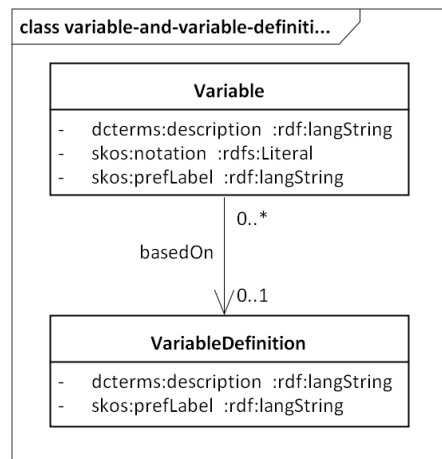 class variable-and-variable-definiti...
Variable
- dcterms:description :rdf:langString
- skos:notation :rdfs:Literal
- skos:prefLabel :rdf:langString
0..*
basedOn
0..1
VariableDefinition
- dcterms:description :rdf:langString
- skos:prefLabel :rdf:langString